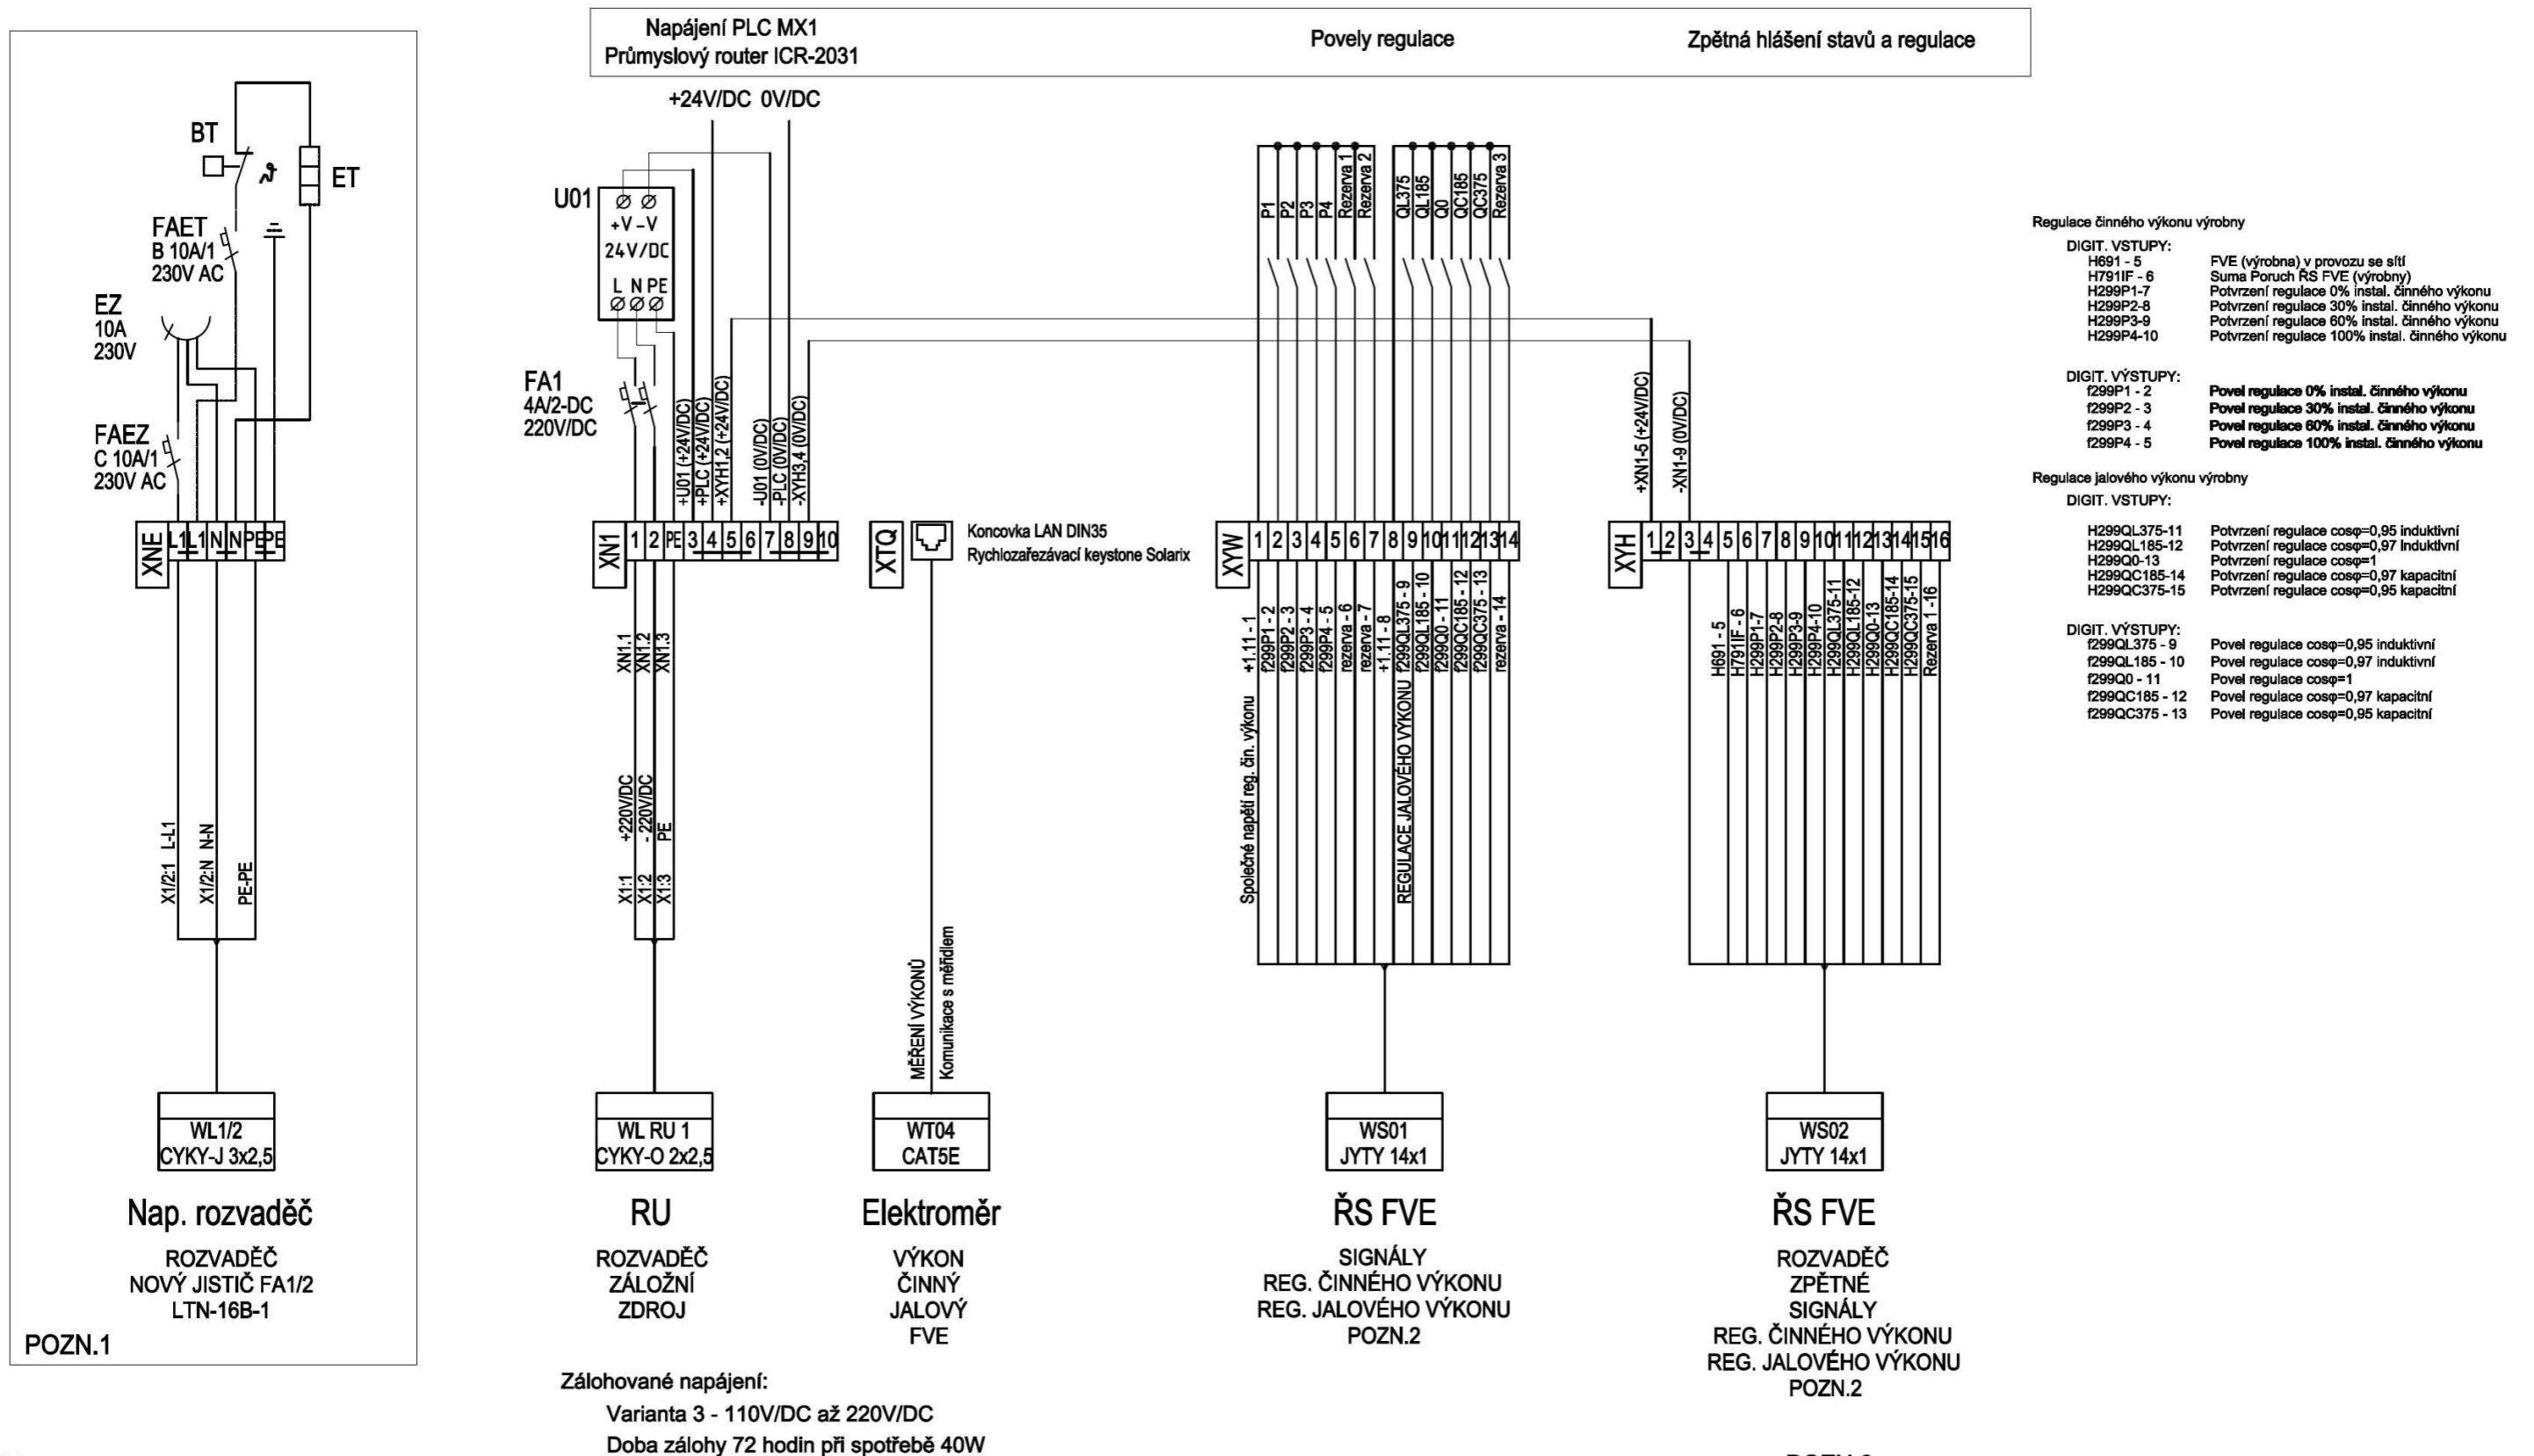 Napájení PLC MX1
Průmyslový router ICR-2031
Povely regulace
Zpětná hlášení stavů a regulace
BT
ET
FAET
B 10A/1
230V AC
EZ
10A
230V
FAEZ
C 10A/1
230V AC
XNE L1 L1 N N PE PE
X1/2:1 L-L1
X1/2:N N-N
PE-PE
WL1/2
CYKY-J 3x2,5
Nap. rozvaděč
ROZVADĚČ
NOVÝ JISTIČ FA1/2
LTN-16B-1
POZN.1
+24V/DC 0V/DC
U01
+V -V
24V/DC
L N PE
FA1
4A/2-DC
220V/DC
+U01 (+24V/DC)
+PLC (+24V/DC)
+XYH1,2 (+24V/DC)
-U01 (0V/DC)
-PLC (0V/DC)
-XYH3,4 (0V/DC)
XN1 1 2 PE 3 4 5 6 7 8 9 10
XN1.1
XN1.2
XN1.3
+220V/DC
- 220V/DC
PE
X1:1
X1:2
X1:3
WL RU 1
CYKY-O 2x2,5
RU
ROZVADĚČ
ZÁLOŽNÍ
ZDROJ
Zálohované napájení:
Varianta 3 - 110V/DC až 220V/DC
Doba zálohy 72 hodin při spotřebě 40W
XTQ
Koncovka LAN DIN35
Rychlozařezávací keystone Solarix
MĚŘENÍ VÝKONŮ
Komunikace s měřidlem
WT04
CAT5E
Elektroměr
VÝKON
ČINNÝ
JALOVÝ
FVE
P1
P2
P3
P4
Rezerva 1
Rezerva 2
QL375
QL185
Q0
QC185
QC375
Rezerva 3
XYW 1 2 3 4 5 6 7 8 9 10 11 12 13 14
Společné napětí reg. čin. výkonu +1.11 - 1
f299P1 - 2
f299P2 - 3
f299P3 - 4
f299P4 - 5
rezerva - 6
rezerva - 7
+1.11 - 8
REGULACE JALOVÉHO VÝKONU f299QL375 - 9
f299QL185 - 10
f299Q0 - 11
f299QC185 - 12
f299QC375 - 13
rezerva - 14
WS01
JYTY 14x1
ŘS FVE
SIGNÁLY
REG. ČINNÉHO VÝKONU
REG. JALOVÉHO VÝKONU
POZN.2
+XN1-5 (+24V/DC)
-XN1-9 (0V/DC)
XYH 1 2 3 4 5 6 7 8 9 10 11 12 13 14 15 16
H691 - 5
H791IF - 6
H299P1-7
H299P2-8
H299P3-9
H299P4-10
H299QL375-11
H299QL185-12
H299Q0-13
H299QC185-14
H299QC375-15
Rezerva 1 -16
WS02
JYTY 14x1
ŘS FVE
ROZVADĚČ
ZPĚTNÉ
SIGNÁLY
REG. ČINNÉHO VÝKONU
REG. JALOVÉHO VÝKONU
POZN.2
Regulace činného výkonu výrobny
DIGIT. VSTUPY:
H691 - 5 FVE (výrobna) v provozu se sítí
H791IF - 6 Suma Poruch ŘS FVE (výrobny)
H299P1-7 Potvrzení regulace 0% instal. činného výkonu
H299P2-8 Potvrzení regulace 30% instal. činného výkonu
H299P3-9 Potvrzení regulace 60% instal. činného výkonu
H299P4-10 Potvrzení regulace 100% instal. činného výkonu
DIGIT. VÝSTUPY:
f299P1 - 2 Povel regulace 0% instal. činného výkonu
f299P2 - 3 Povel regulace 30% instal. činného výkonu
f299P3 - 4 Povel regulace 60% instal. činného výkonu
f299P4 - 5 Povel regulace 100% instal. činného výkonu
Regulace jalového výkonu výrobny
DIGIT. VSTUPY:
H299QL375-11 Potvrzení regulace cosφ=0,95 induktivní
H299QL185-12 Potvrzení regulace cosφ=0,97 induktivní
H299Q0-13 Potvrzení regulace cosφ=1
H299QC185-14 Potvrzení regulace cosφ=0,97 kapacitní
H299QC375-15 Potvrzení regulace cosφ=0,95 kapacitní
DIGIT. VÝSTUPY:
f299QL375 - 9 Povel regulace cosφ=0,95 induktivní
f299QL185 - 10 Povel regulace cosφ=0,97 induktivní
f299Q0 - 11 Povel regulace cosφ=1
f299QC185 - 12 Povel regulace cosφ=0,97 kapacitní
f299QC375 - 13 Povel regulace cosφ=0,95 kapacitní